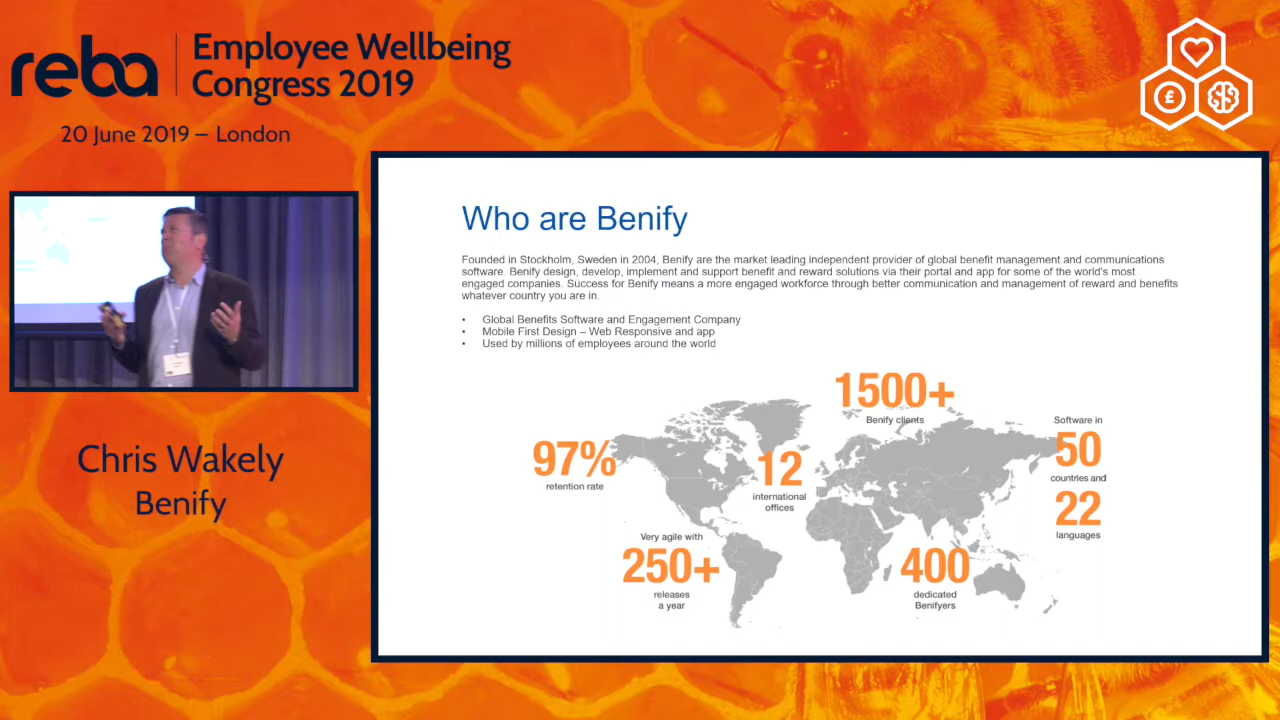 reba
Employee Wellbeing
Congress 2019
20 June 2019 – London
£
Chris Wakely
Benify
Who are Benify
Founded in Stockholm, Sweden in 2004, Benify are the market leading independent provider of global benefit management and communications
software. Benify design, develop, implement and support benefit and reward solutions via their portal and app for some of the world's most
engaged companies. Success for Benify means a more engaged workforce through better communication and management of reward and benefits
whatever country you are in.
• Global Benefits Software and Engagement Company
• Mobile First Design – Web Responsive and app
• Used by millions of employees around the world
1500+
Benify clients
Software in
50
countries and
22
languages
97%
retention rate
12
international
offices
Very agile with
250+
releases
a year
400
dedicated
Benifyers